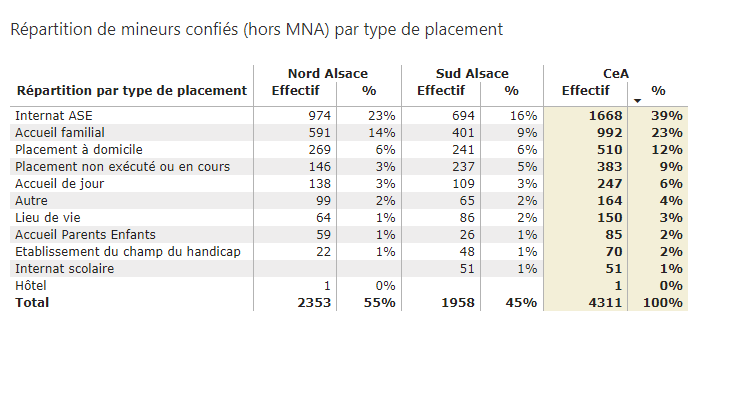 Répartition de mineurs confiés (hors MNA) par type de placement
Nord Alsace Sud Alsace CeA
Répartition par type de placement Effectif % Effectif % Effectif %
Internat ASE 974 23% 694 16% 1668 39%
Accueil familial 591 14% 401 9% 992 23%
Placement à domicile 269 6% 241 6% 510 12%
Placement non exécuté ou en cours 146 3% 237 5% 383 9%
Accueil de jour 138 3% 109 3% 247 6%
Autre 99 2% 65 2% 164 4%
Lieu de vie 64 1% 86 2% 150 3%
Accueil Parents Enfants 59 1% 26 1% 85 2%
Etablissement du champ du handicap 22 1% 48 1% 70 2%
Internat scolaire 51 1% 51 1%
Hôtel 1 0% 1 0%
Total 2353 55% 1958 45% 4311 100%